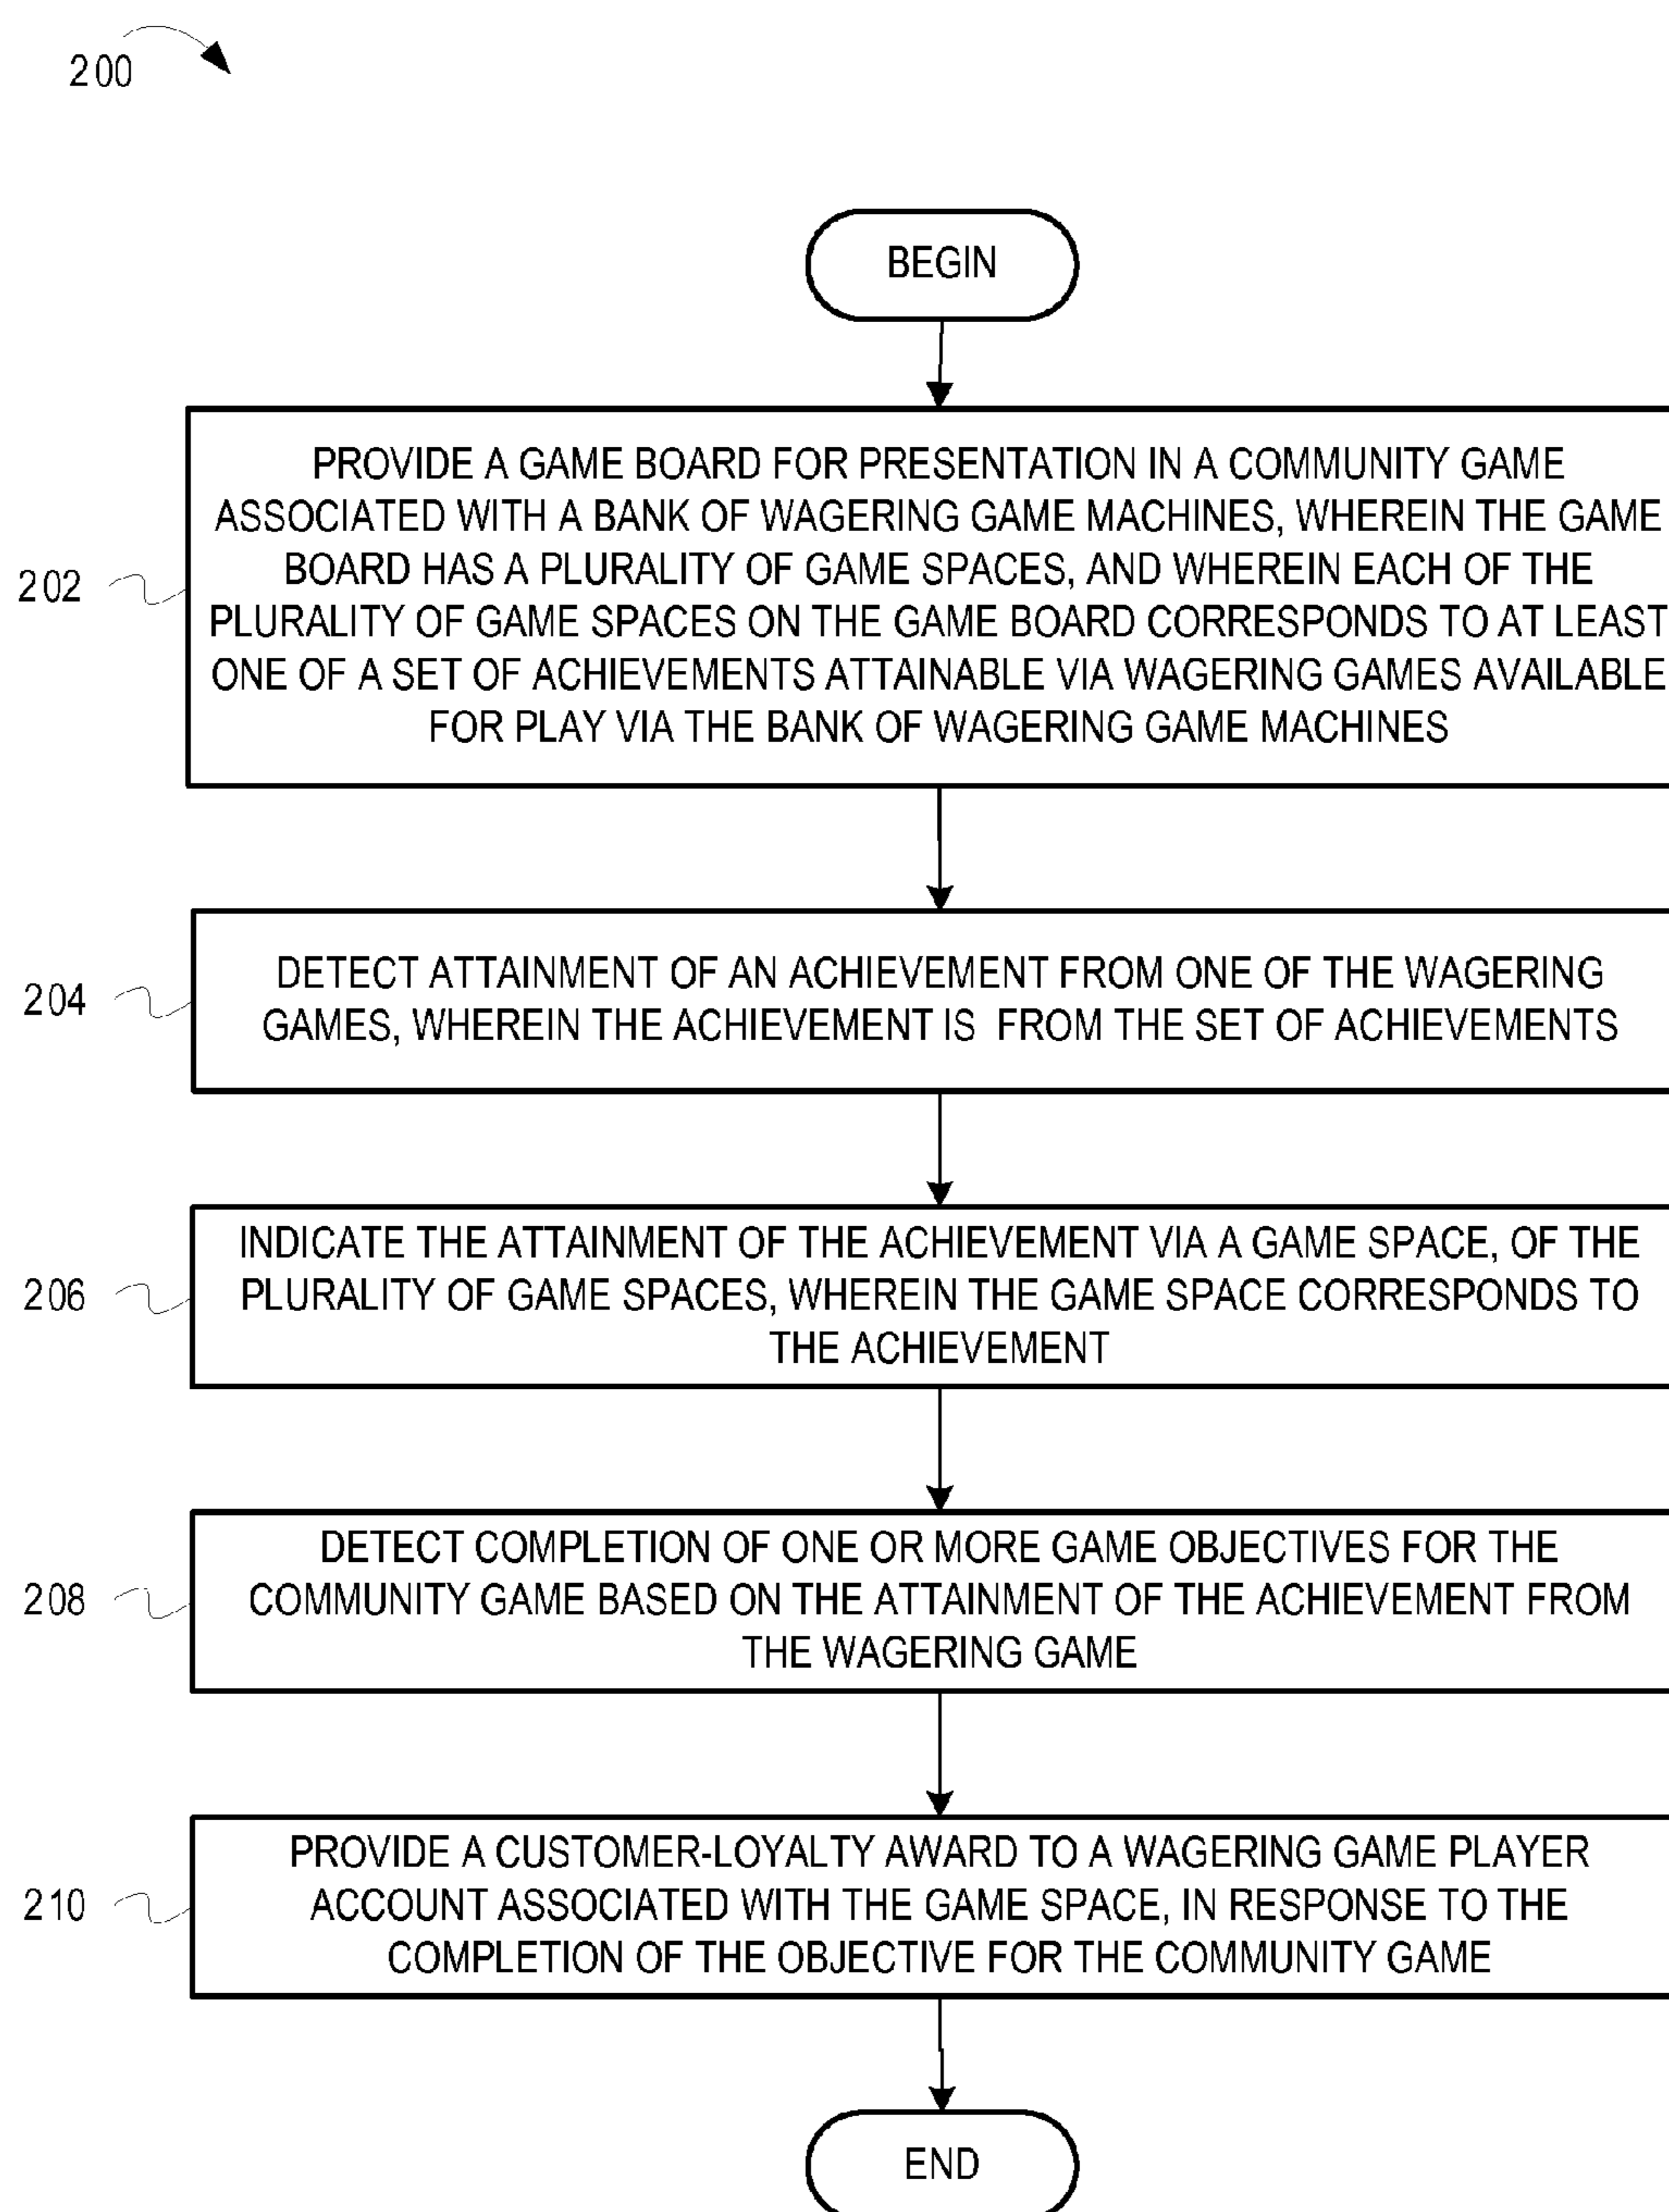 200
BEGIN
202
PROVIDE A GAME BOARD FOR PRESENTATION IN A COMMUNITY GAME
ASSOCIATED WITH A BANK OF WAGERING GAME MACHINES, WHEREIN THE GAME
BOARD HAS A PLURALITY OF GAME SPACES, AND WHEREIN EACH OF THE
PLURALITY OF GAME SPACES ON THE GAME BOARD CORRESPONDS TO AT LEAST
ONE OF A SET OF ACHIEVEMENTS ATTAINABLE VIA WAGERING GAMES AVAILABLE
FOR PLAY VIA THE BANK OF WAGERING GAME MACHINES
204
DETECT ATTAINMENT OF AN ACHIEVEMENT FROM ONE OF THE WAGERING
GAMES, WHEREIN THE ACHIEVEMENT IS FROM THE SET OF ACHIEVEMENTS
206
INDICATE THE ATTAINMENT OF THE ACHIEVEMENT VIA A GAME SPACE, OF THE
PLURALITY OF GAME SPACES, WHEREIN THE GAME SPACE CORRESPONDS TO
THE ACHIEVEMENT
208
DETECT COMPLETION OF ONE OR MORE GAME OBJECTIVES FOR THE
COMMUNITY GAME BASED ON THE ATTAINMENT OF THE ACHIEVEMENT FROM
THE WAGERING GAME
210
PROVIDE A CUSTOMER-LOYALTY AWARD TO A WAGERING GAME PLAYER
ACCOUNT ASSOCIATED WITH THE GAME SPACE, IN RESPONSE TO THE
COMPLETION OF THE OBJECTIVE FOR THE COMMUNITY GAME
END